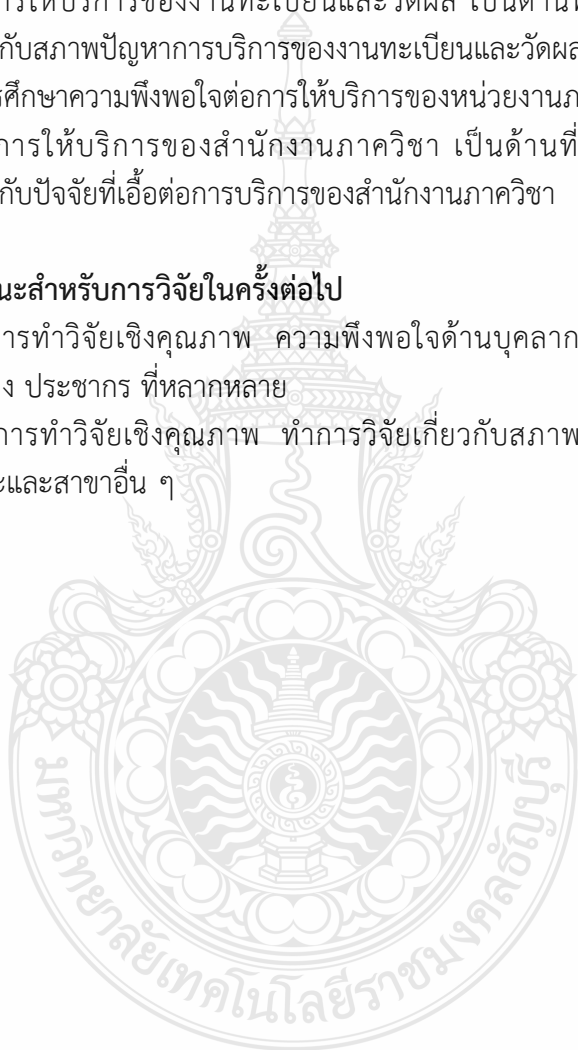 การให้บริการของงานทะเบียนและวัดผล เป็นด้านที่
กับสภาพปัญหาการบริการของงานทะเบียนและวัดผล
รศึกษาความพึงพอใจต่อการให้บริการของหน่วยงานภ
การให้บริการของสำนักงานภาควิชา เป็นด้านที่
กับปัจจัยที่เอื้อต่อการบริการของสำนักงานภาควิชา
นะสำหรับการวิจัยในครั้งต่อไป
การทำวิจัยเชิงคุณภาพ ความพึงพอใจด้านบุคลาก
ง ประชากร ที่หลากหลาย
การทำวิจัยเชิงคุณภาพ ทำการวิจัยเกี่ยวกับสภาพ
ะและสาขาอื่น ๆ
มหาวิทยาลัยเทคโนโลยีราชมงคลธัญบุรี